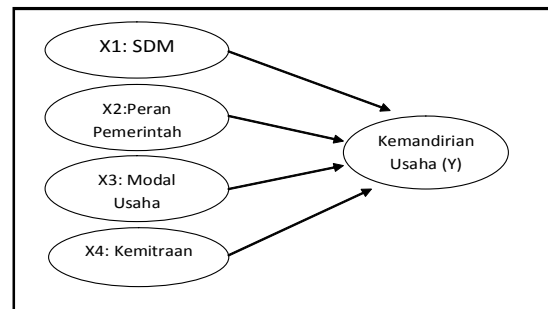 X1: SDM
X2:Peran
Pemerintah
X3: Modal
Usaha
X4: Kemitraan
Kemandirian
Usaha (Y)